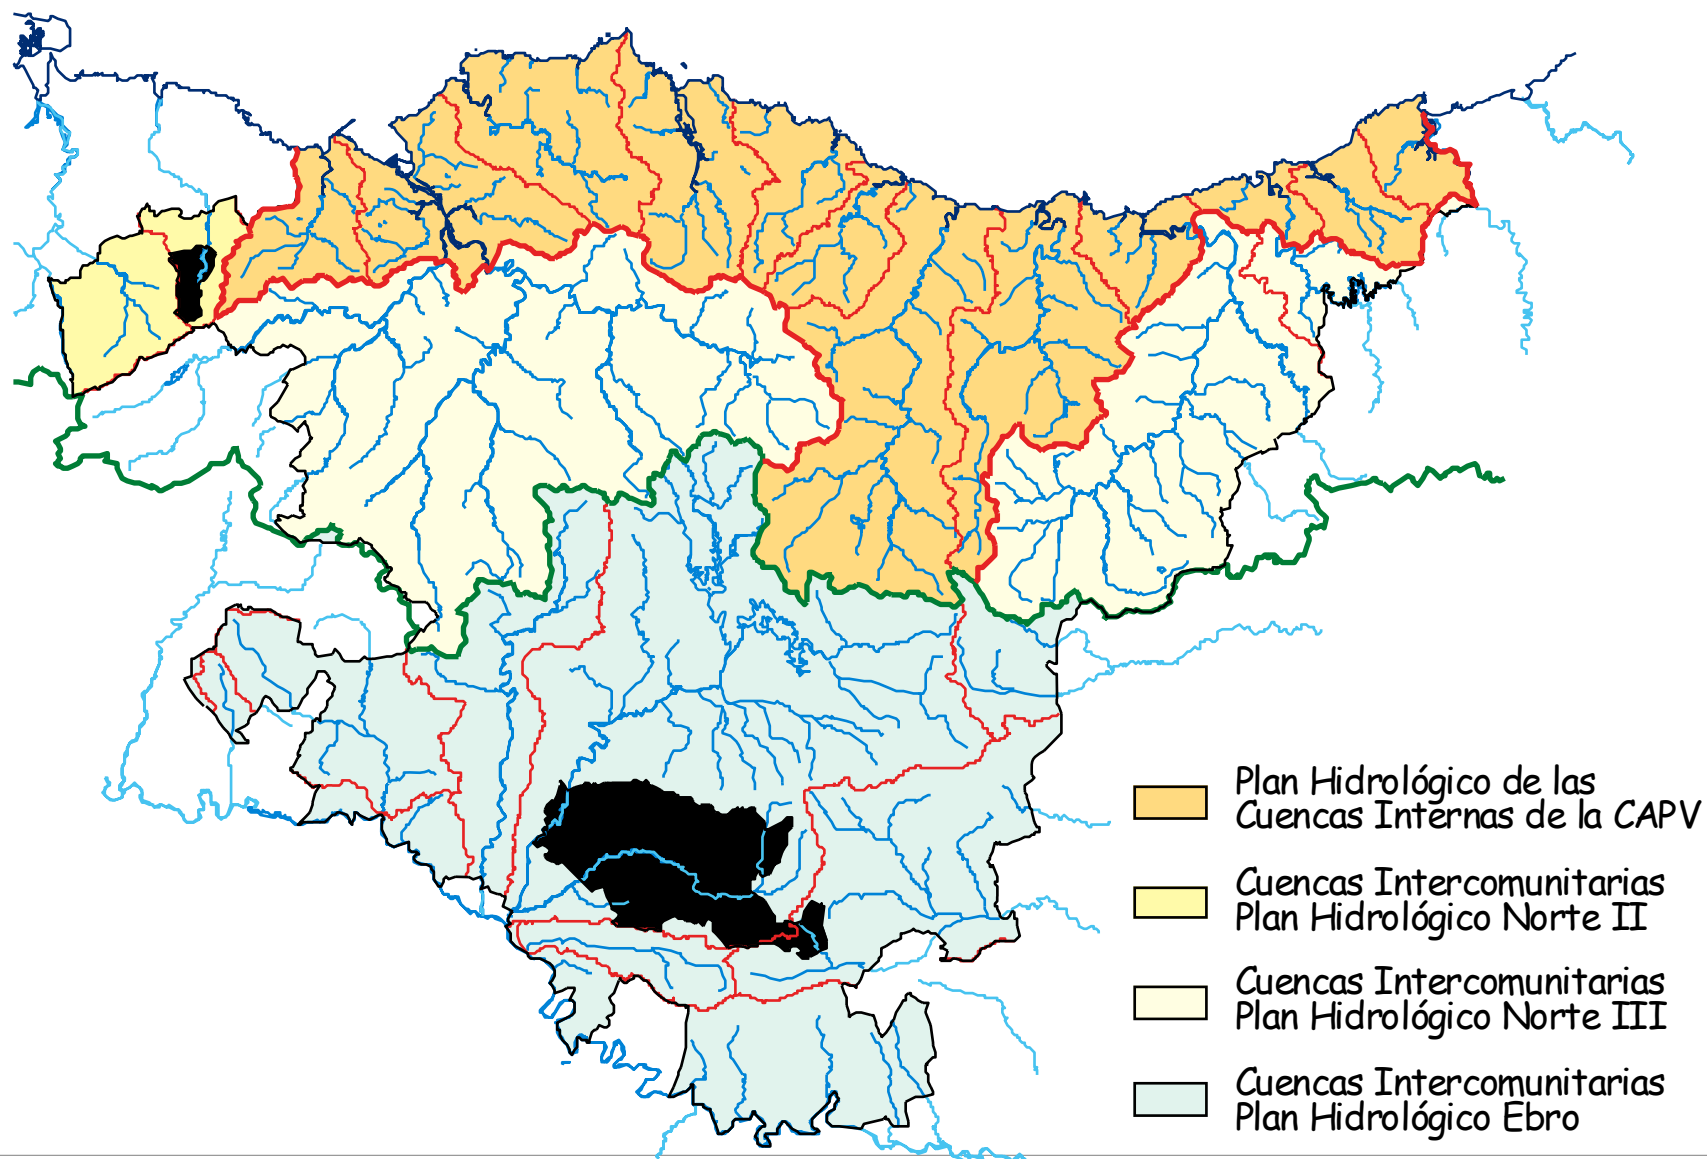 Plan Hidrológico de las
Cuencas Internas de la CAPV
Cuencas Intercomunitarias
Plan Hidrológico Norte II
Cuencas Intercomunitarias
Plan Hidrológico Norte III
Cuencas Intercomunitarias
Plan Hidrológico Ebro